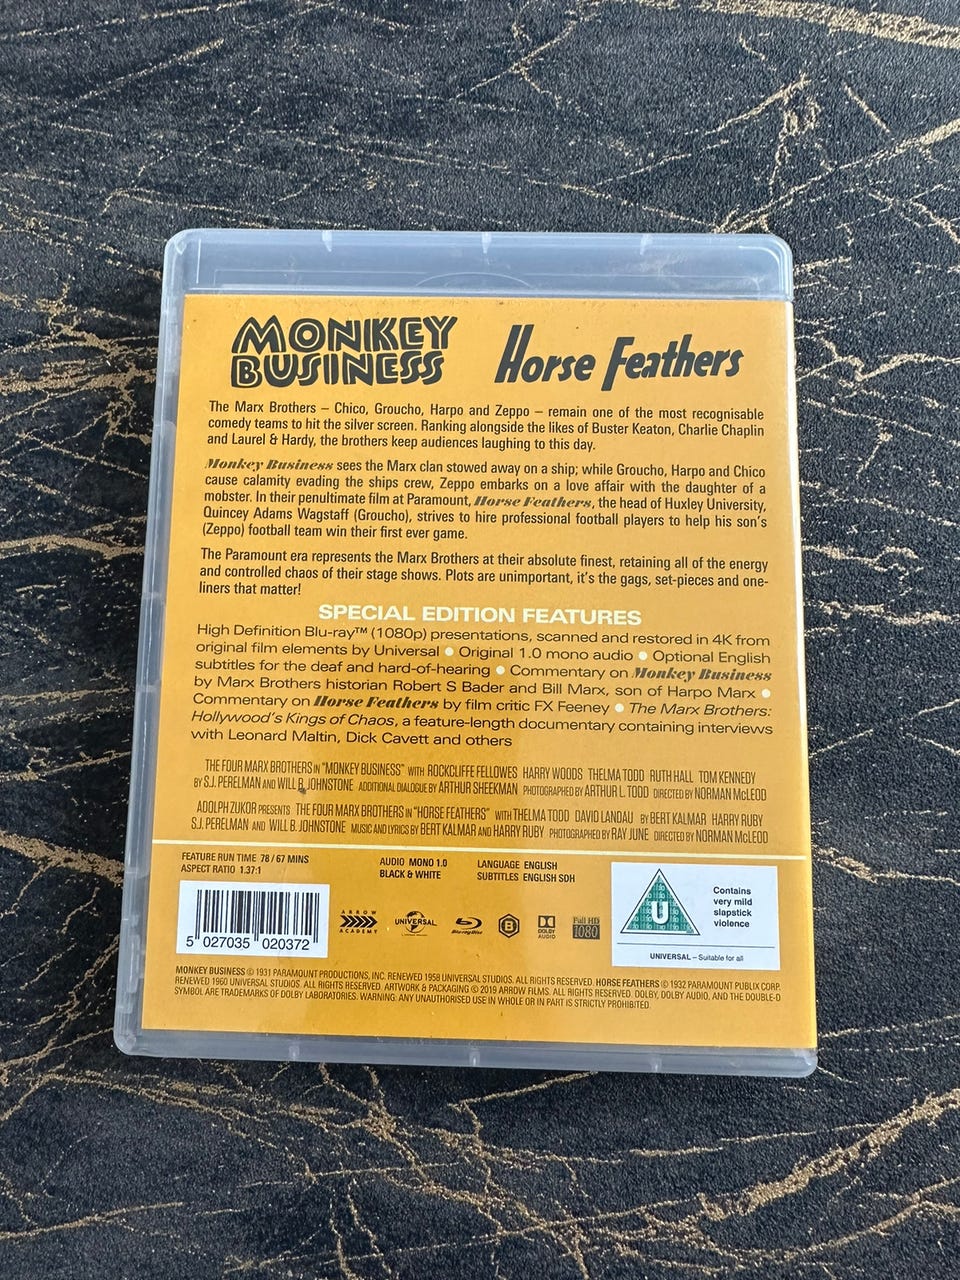 MONKEY
BUSINESS
Horse Feathers
The Marx Brothers – Chico, Groucho, Harpo and Zeppo – remain one of the most recognisable
comedy teams to hit the silver screen. Ranking alongside the likes of Buster Keaton, Charlie Chaplin
and Laurel & Hardy, the brothers keep audiences laughing to this day.
Monkey Business sees the Marx clan stowed away on a ship; while Groucho, Harpo and Chico
cause calamity evading the ships crew, Zeppo embarks on a love affair with the daughter of a
mobster. In their penultimate film at Paramount, Horse Feathers, the head of Huxley University,
Quincey Adams Wagstaff (Groucho), strives to hire professional football players to help his son's
(Zeppo) football team win their first ever game.
The Paramount era represents the Marx Brothers at their absolute finest, retaining all of the energy
and controlled chaos of their stage shows. Plots are unimportant, it's the gags, set-pieces and one-
liners that matter!
SPECIAL EDITION FEATURES
High Definition Blu-ray™ (1080p) presentations, scanned and restored in 4K from
original film elements by Universal ● Original 1.0 mono audio ● Optional English
subtitles for the deaf and hard-of-hearing ● Commentary on Monkey Business
by Marx Brothers historian Robert S Bader and Bill Marx, son of Harpo Marx ●
Commentary on Horse Feathers by film critic FX Feeney ● The Marx Brothers:
Hollywood's Kings of Chaos, a feature-length documentary containing interviews
with Leonard Maltin, Dick Cavett and others
THE FOUR MARX BROTHERS IN "MONKEY BUSINESS" WITH ROCKCLIFFE FELLOWES HARRY WOODS THELMA TODD RUTH HALL TOM KENNEDY
BY S.J. PERELMAN AND WILL B. JOHNSTONE ADDITIONAL DIALOGUE BY ARTHUR SHEEKMAN PHOTOGRAPHED BY ARTHUR L. TODD DIRECTED BY NORMAN McLEOD
ADOLPH ZUKOR PRESENTS THE FOUR MARX BROTHERS IN "HORSE FEATHERS" WITH THELMA TODD DAVID LANDAU BY BERT KALMAR HARRY RUBY
S.J. PERELMAN AND WILL B. JOHNSTONE MUSIC AND LYRICS BY BERT KALMAR AND HARRY RUBY PHOTOGRAPHED BY RAY JUNE DIRECTED BY NORMAN McLEOD
FEATURE RUN TIME 78 / 67 MINS
ASPECT RATIO 1.37:1
AUDIO MONO 1.0
BLACK & WHITE
LANGUAGE ENGLISH
SUBTITLES ENGLISH SDH
5 027035 020372
ARROW
ACADEMY
UNIVERSAL
Blu-ray Disc
B
DOLBY
AUDIO
Full HD
1080
U
Contains
very mild
slapstick
violence
UNIVERSAL – Suitable for all
MONKEY BUSINESS © 1931 PARAMOUNT PRODUCTIONS, INC. RENEWED 1958 UNIVERSAL STUDIOS. ALL RIGHTS RESERVED. HORSE FEATHERS © 1932 PARAMOUNT PUBLIX CORP.
RENEWED 1960 UNIVERSAL STUDIOS. ALL RIGHTS RESERVED. ARTWORK & PACKAGING © 2019 ARROW FILMS. ALL RIGHTS RESERVED. DOLBY, DOLBY AUDIO, AND THE DOUBLE-D
SYMBOL ARE TRADEMARKS OF DOLBY LABORATORIES. WARNING: ANY UNAUTHORISED USE IN WHOLE OR IN PART IS STRICTLY PROHIBITED.